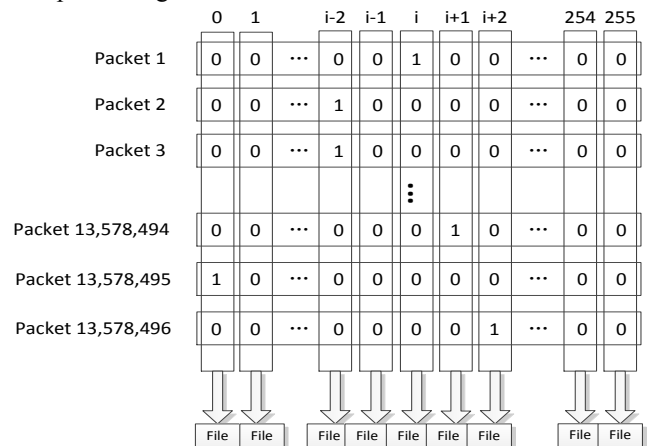 0 1 i-2 i-1 i i+1 i+2 254 255
Packet 1 0 0 ... 0 0 1 0 0 ... 0 0
Packet 2 0 0 ... 1 0 0 0 0 ... 0 0
Packet 3 0 0 ... 1 0 0 0 0 ... 0 0
⋮
Packet 13,578,494 0 0 ... 0 0 0 1 0 ... 0 0
Packet 13,578,495 1 0 ... 0 0 0 0 0 ... 0 0
Packet 13,578,496 0 0 ... 0 0 0 0 1 ... 0 0
File File File File File File File File File